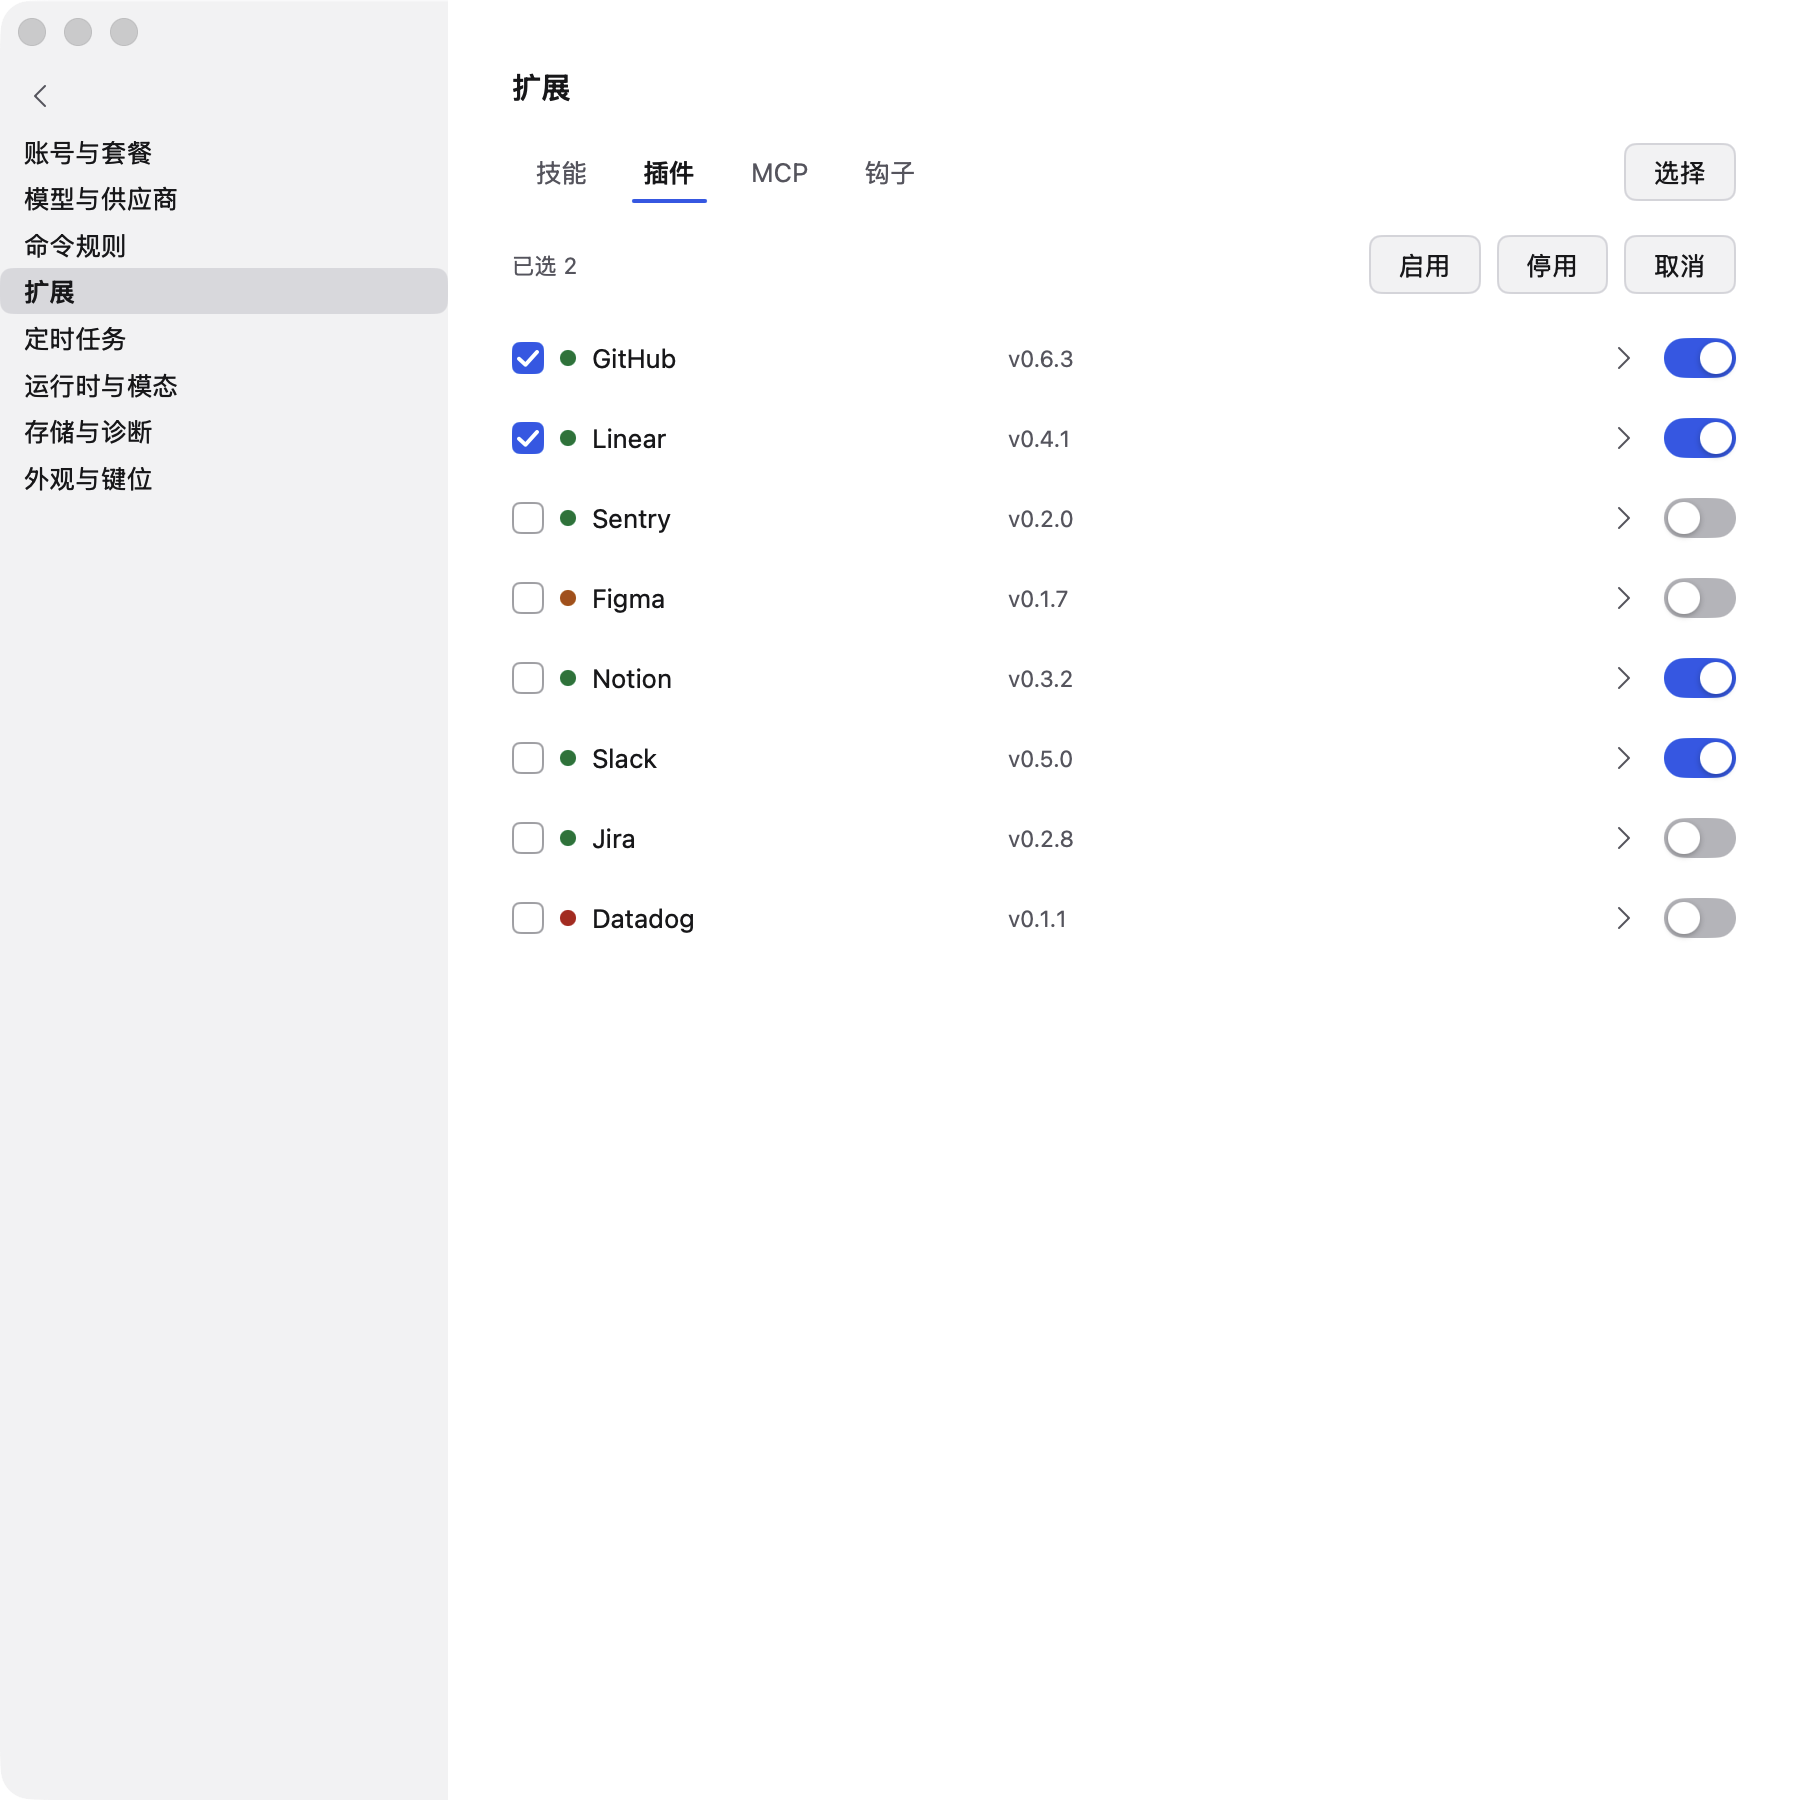 账号与套餐
模型与供应商
命令规则
扩展
定时任务
运行时与模态
存储与诊断
外观与键位
扩展
技能 插件 MCP 钩子 选择
已选 2 启用 停用 取消
GitHub v0.6.3
Linear v0.4.1
Sentry v0.2.0
Figma v0.1.7
Notion v0.3.2
Slack v0.5.0
Jira v0.2.8
Datadog v0.1.1